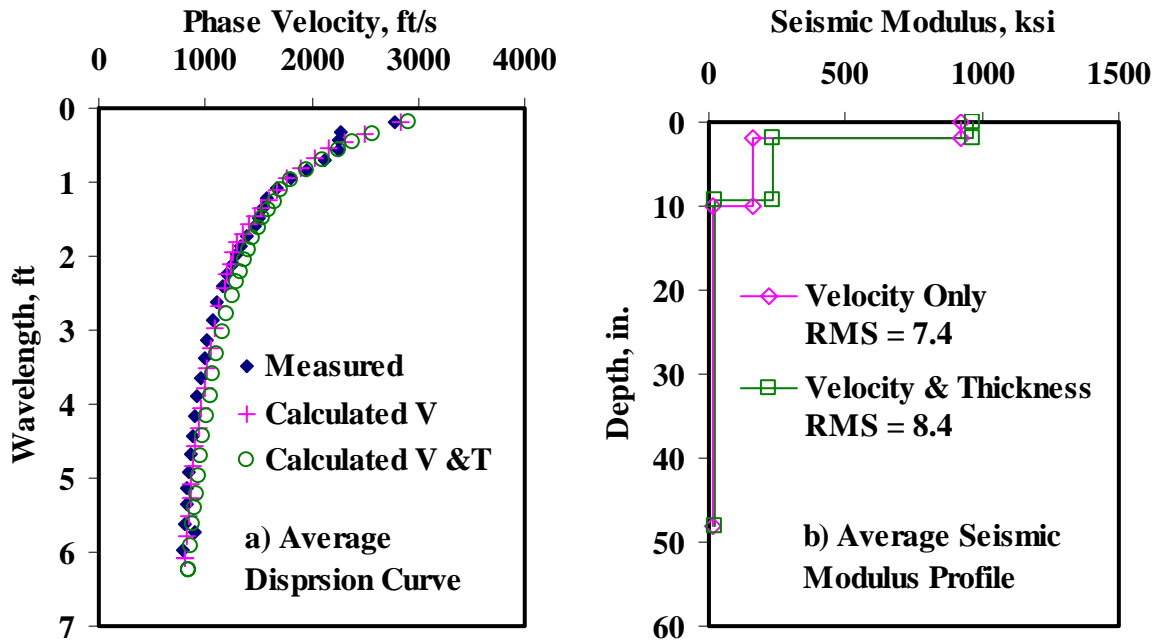 Phase Velocity, ft/s
0 1000 2000 3000 4000
0
1
2
3
4
5
6
7
Wavelength, ft
Measured
Calculated V
Calculated V &T
a) Average
Disprsion Curve
Seismic Modulus, ksi
0 500 1000 1500
0
10
20
30
40
50
60
Depth, in.
Velocity Only
RMS = 7.4
Velocity & Thickness
RMS = 8.4
b) Average Seismic
Modulus Profile